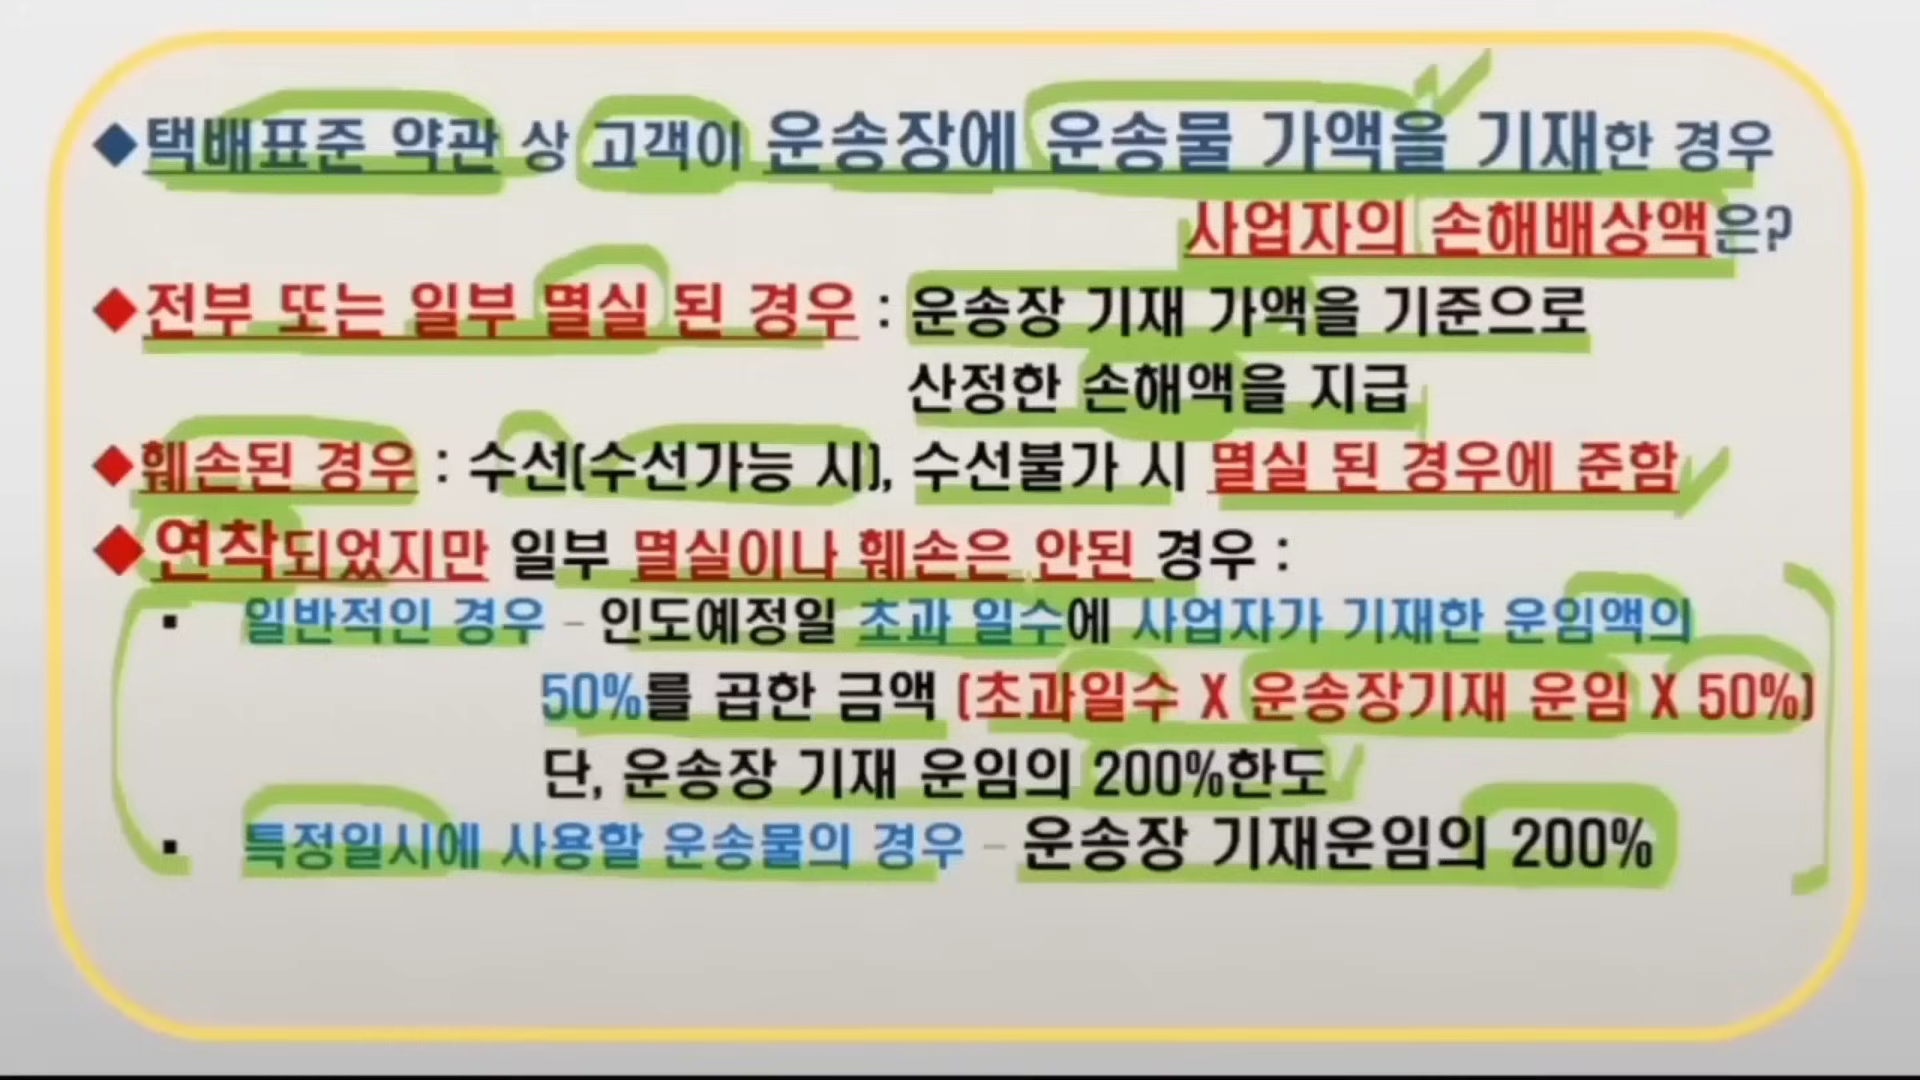 ◆택배표준 약관 상 고객이 운송장에 운송물 가액을 기재한 경우
사업자의 손해배상액은?
◆전부 또는 일부 멸실 된 경우 : 운송장 기재 가액을 기준으로
산정한 손해액을 지급
◆훼손된 경우 : 수선(수선가능 시), 수선불가 시 멸실 된 경우에 준함
◆연착되었지만 일부 멸실이나 훼손은 안된 경우 :
▪ 일반적인 경우 – 인도예정일 초과 일수에 사업자가 기재한 운임액의
50%를 곱한 금액 (초과일수 X 운송장기재 운임 X 50%)
단, 운송장 기재 운임의 200%한도
▪ 특정일시에 사용할 운송물의 경우 – 운송장 기재운임의 200%